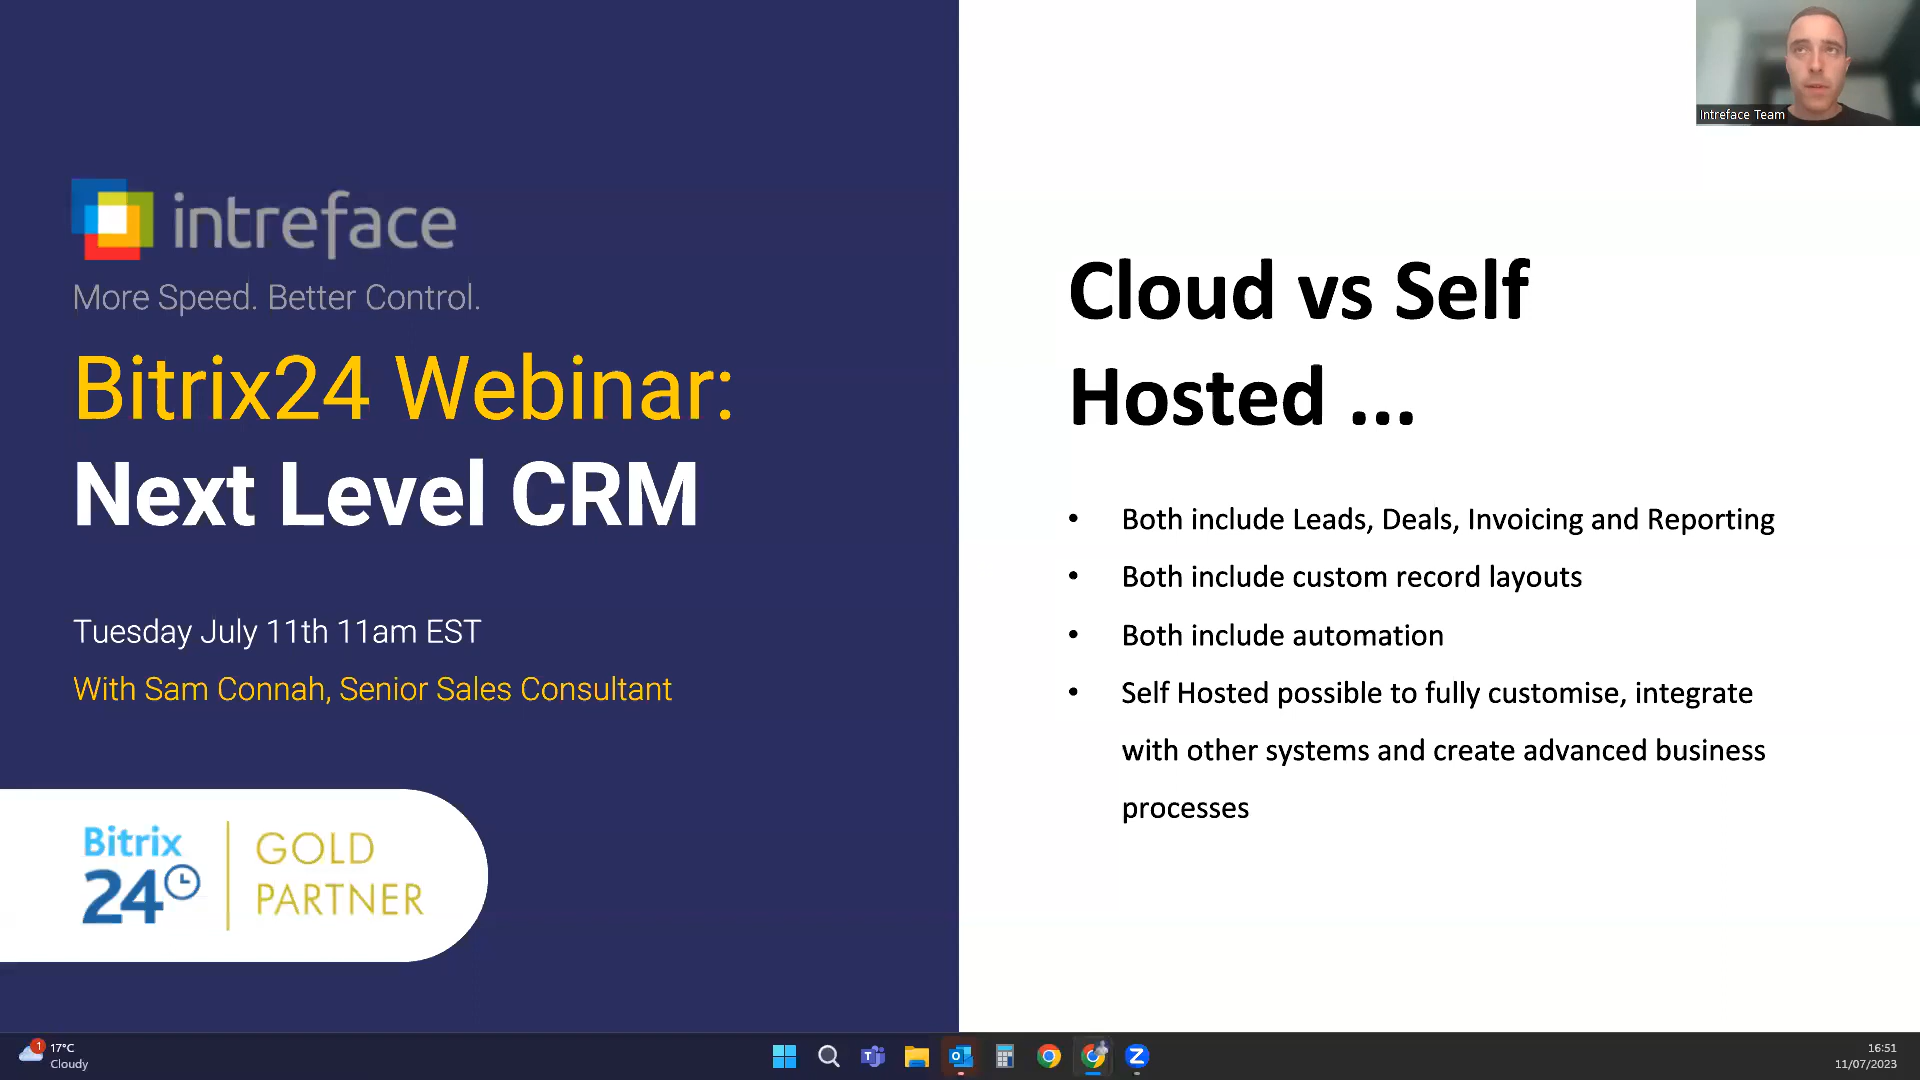 intreface
More Speed. Better Control.
Bitrix24 Webinar:
Next Level CRM
Tuesday July 11th 11am EST
With Sam Connah, Senior Sales Consultant
Bitrix
24
GOLD
PARTNER
Intreface Team
Cloud vs Self
Hosted ...
• Both include Leads, Deals, Invoicing and Reporting
• Both include custom record layouts
• Both include automation
• Self Hosted possible to fully customise, integrate
with other systems and create advanced business
processes
1
17°C
Cloudy
16:51
11/07/2023